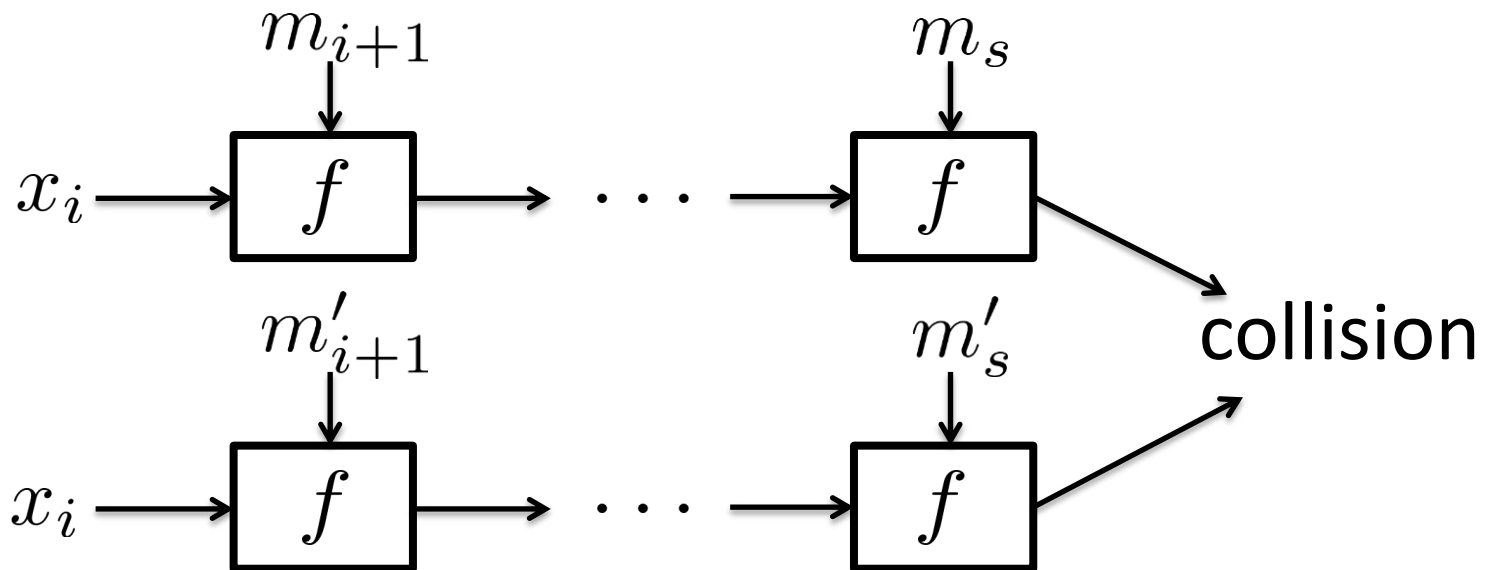 m_{i+1} m_s
x_i f · · · f
collision
m'_{i+1} m'_s
x_i f · · · f